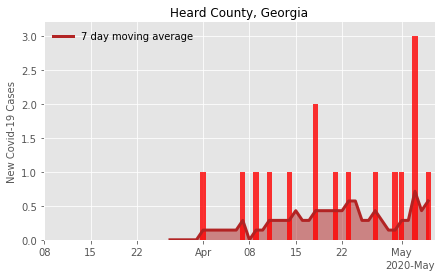 Heard County, Georgia
7 day moving average
New Covid-19 Cases
3.0
2.5
2.0
1.5
1.0
0.5
0.0
08 15 22 Apr 08 15 22 May
2020-May